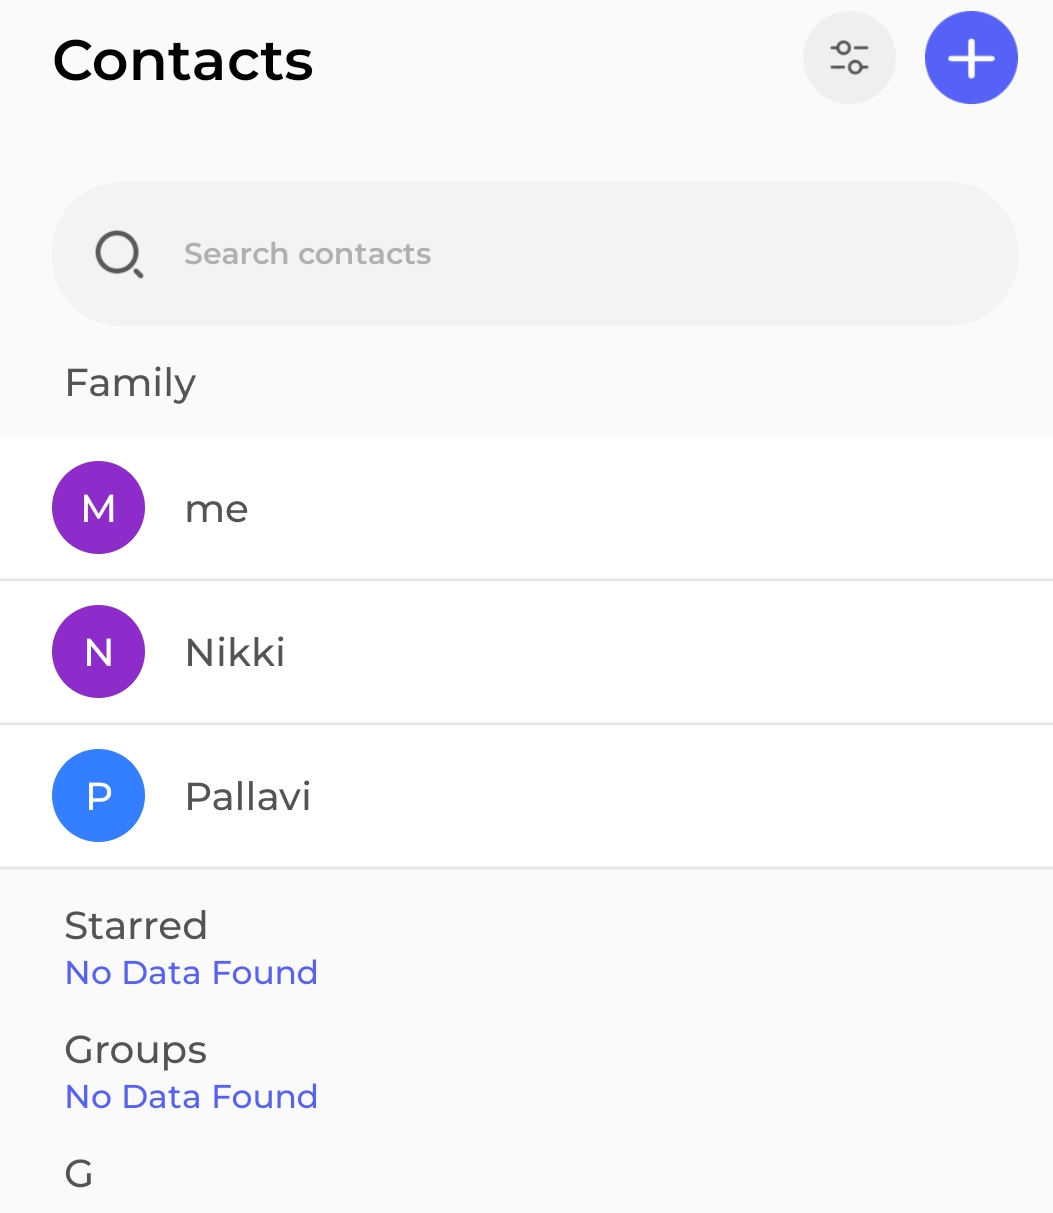 Contacts
Search contacts
Family
M me
N Nikki
P Pallavi
Starred
No Data Found
Groups
No Data Found
G